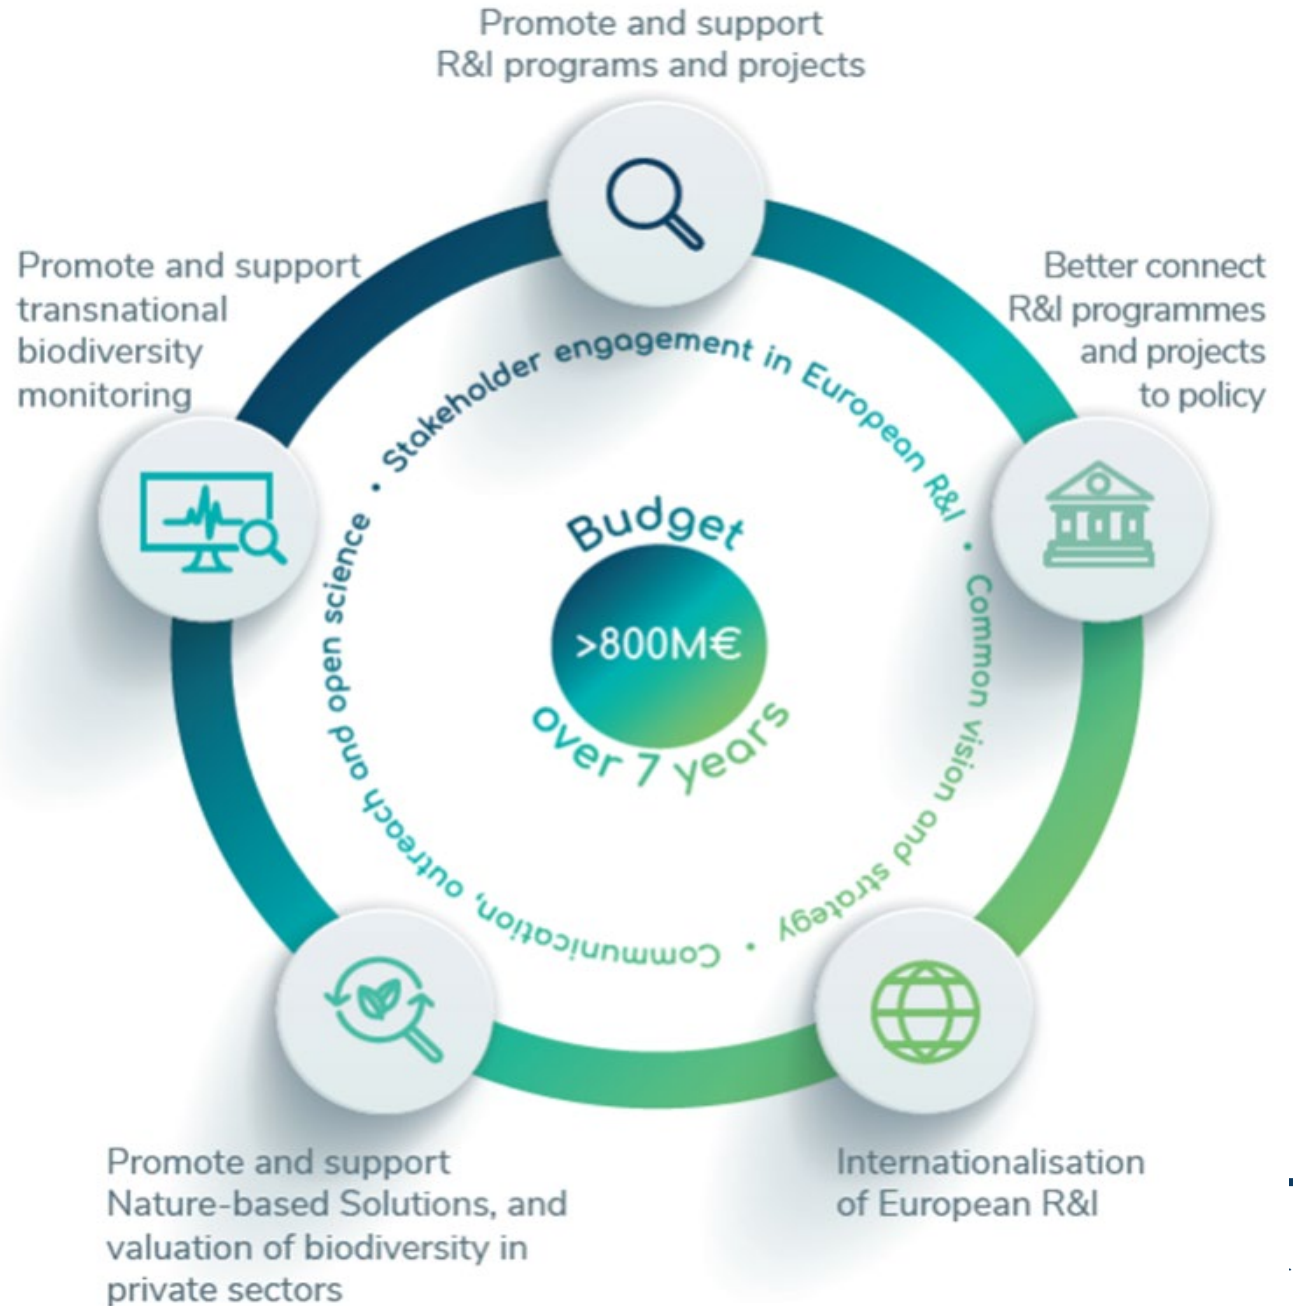 Promote and support
R&I programs and projects
Better connect
R&I programmes
and projects
to policy
Internationalisation
of European R&I
Promote and support
Nature-based Solutions, and
valuation of biodiversity in
private sectors
Promote and support
transnational
biodiversity
monitoring
Stakeholder engagement in European R&I • Common vision and strategy • Communication, outreach and open science •
Budget
>800M€
over 7 years